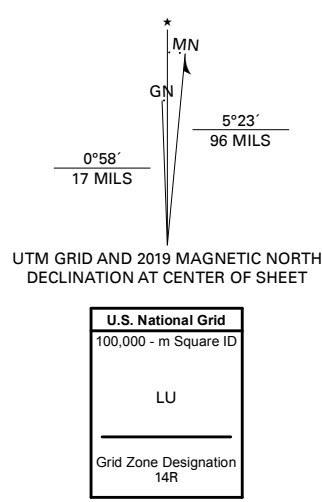 MN
GN
5°23´
96 MILS
0°58´
17 MILS
UTM GRID AND 2019 MAGNETIC NORTH
DECLINATION AT CENTER OF SHEET
U.S. National Grid
100,000 - m Square ID
LU
Grid Zone Designation
14R